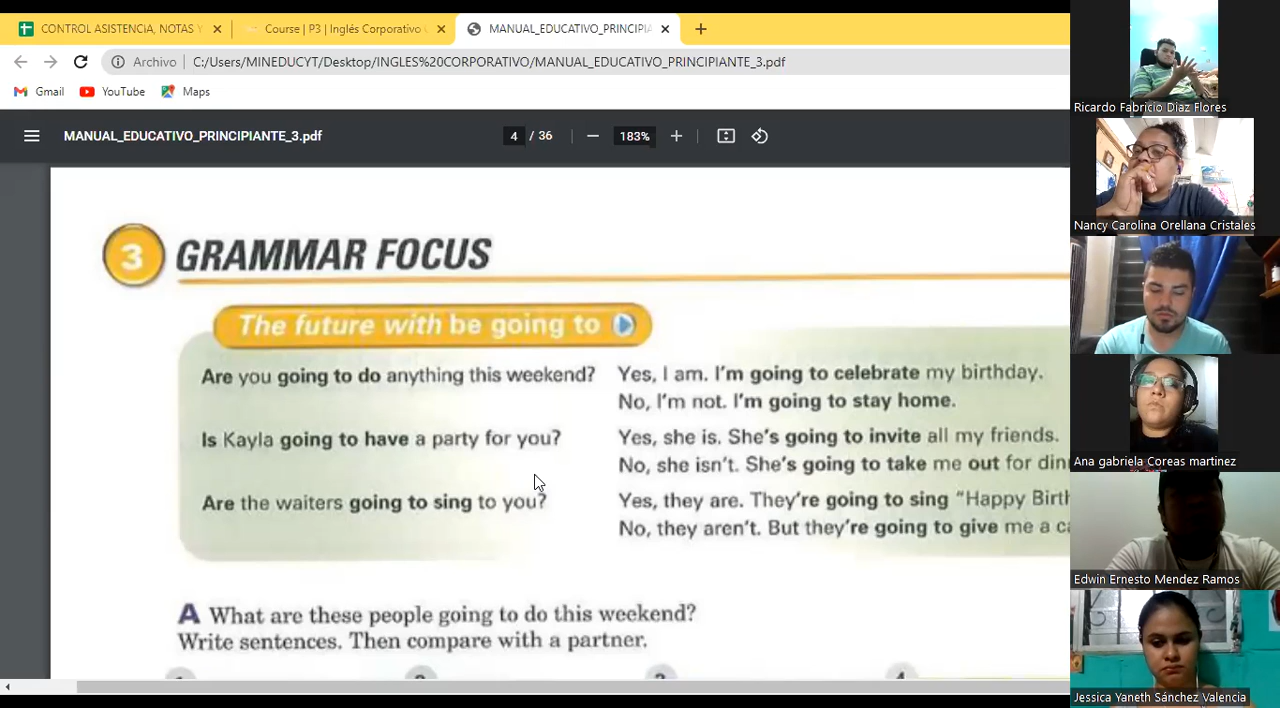 CONTROL ASISTENCIA, NOTAS Y
Course | P3 | Inglés Corporativo
MANUAL_EDUCATIVO_PRINCIPIA
Archivo
C:/Users/MINEDUCYT/Desktop/INGLES%20CORPORATIVO/MANUAL_EDUCATIVO_PRINCIPIANTE_3.pdf
Gmail
YouTube
Maps
MANUAL_EDUCATIVO_PRINCIPIANTE_3.pdf
4 / 36
183%
3 GRAMMAR FOCUS
The future with be going to
Are you going to do anything this weekend? Yes, I am. I'm going to celebrate my birthday.
No, I'm not. I'm going to stay home.
Is Kayla going to have a party for you? Yes, she is. She's going to invite all my friends.
No, she isn't. She's going to take me out for din
Are the waiters going to sing to you? Yes, they are. They're going to sing "Happy Birth
No, they aren't. But they're going to give me a ca
A What are these people going to do this weekend?
Write sentences. Then compare with a partner.
Ricardo Fabricio Diaz Flores
Nancy Carolina Orellana Cristales
Ana gabriela Coreas martinez
Edwin Ernesto Mendez Ramos
Jessica Yaneth Sánchez Valencia